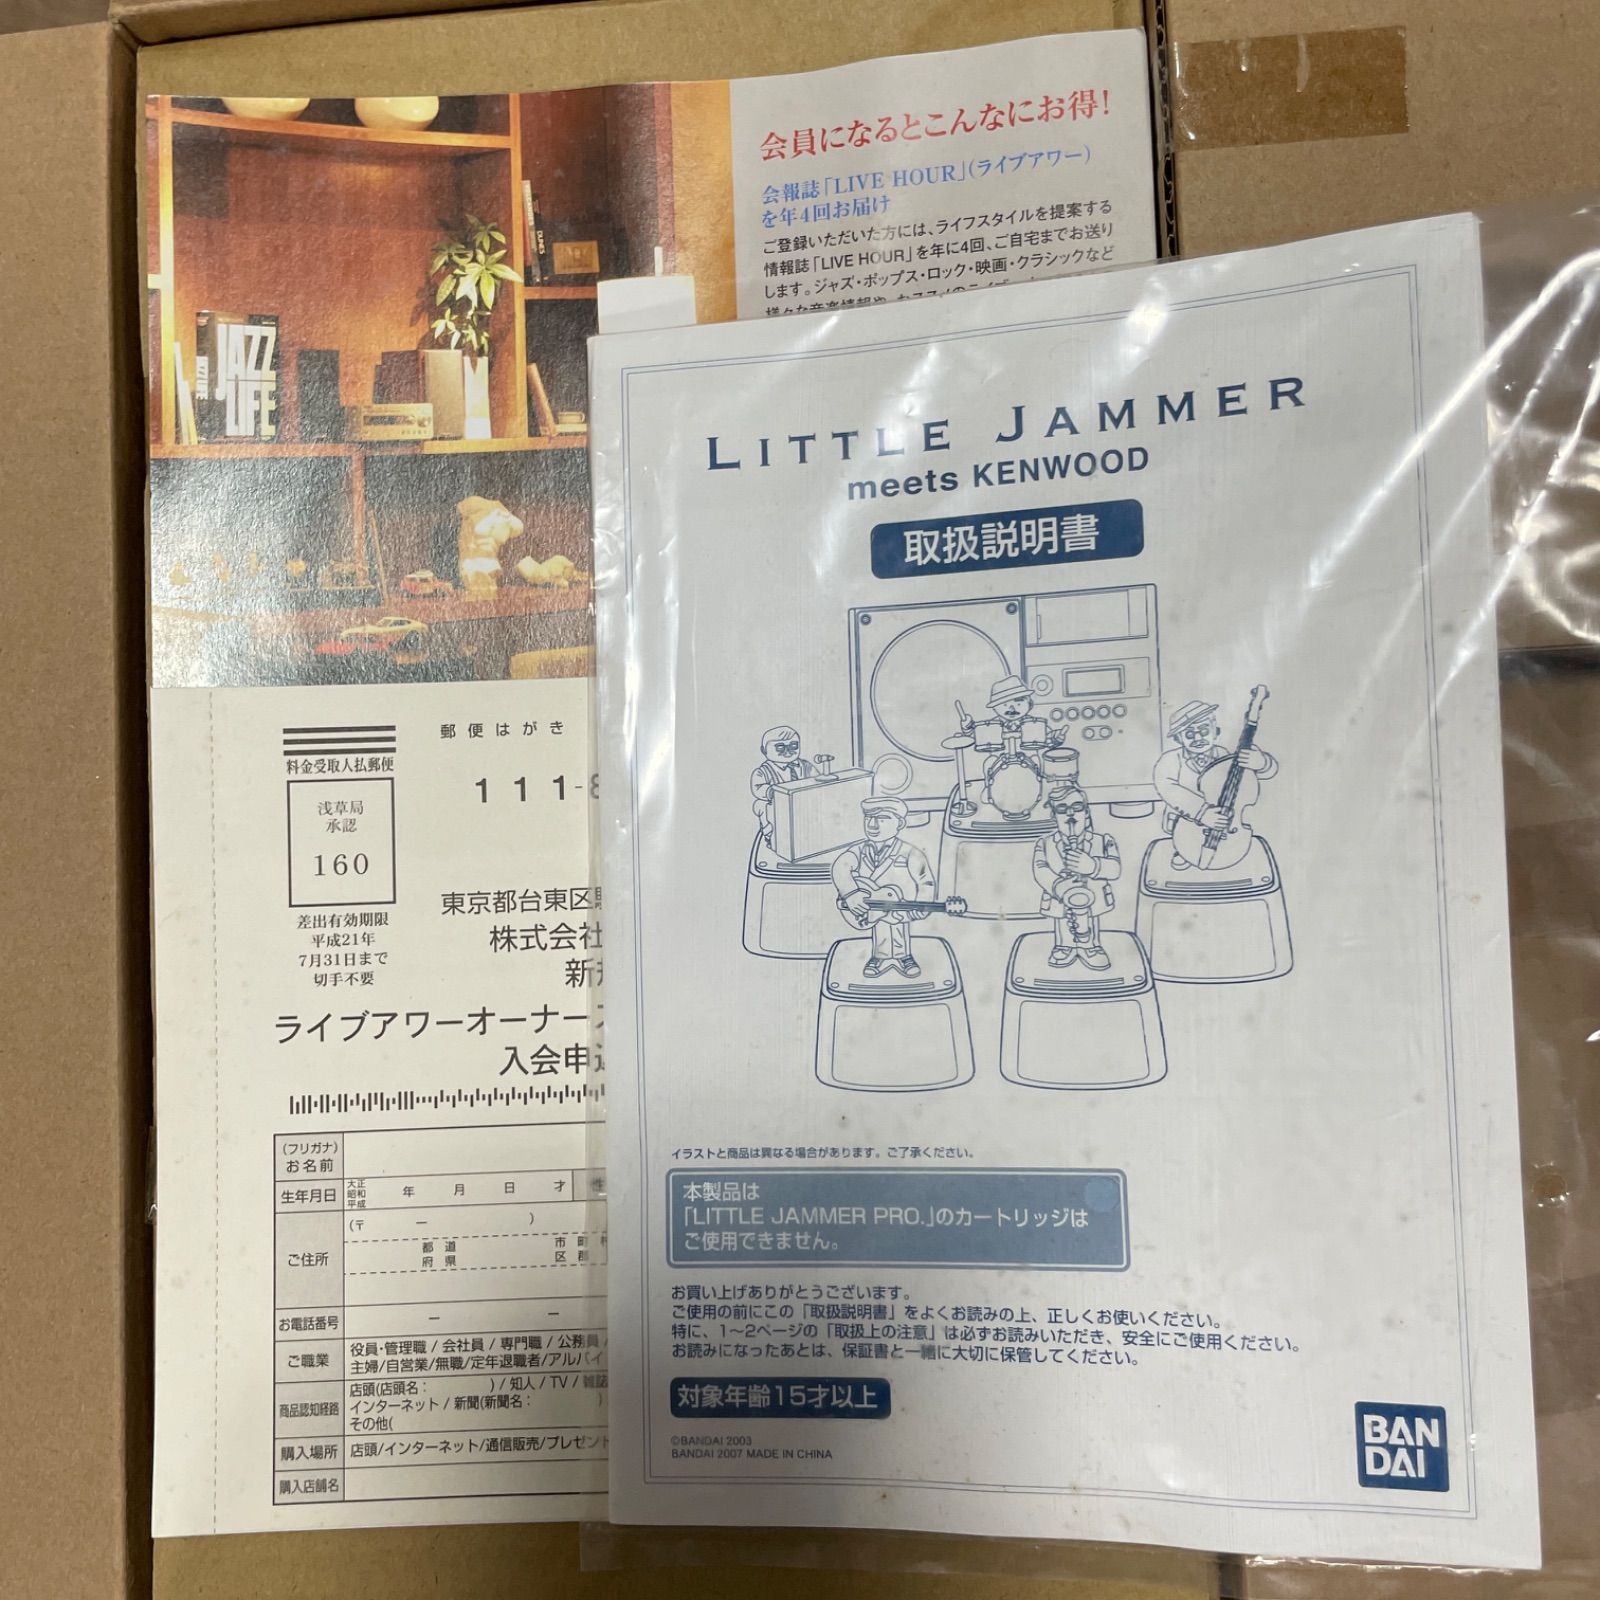 会員になるとこんなにお得!
会報誌「LIVE HOUR」(ライブアワー)
を年4回お届け
ご登録いただいた方には、ライフスタイルを提案する
情報誌「LIVE HOUR」を年に4回、ご自宅までお送り
します。ジャズ・ポップス・ロック・映画・クラシックなど
JAZZ
LIFE
郵便はがき
料金受取人払郵便
111-8
浅草局
承認
160
差出有効期限
平成21年
7月31日まで
切手不要
東京都台東区駒
株式会社
新規
ライブアワーオーナーズ
入会申込
(フリガナ)
お名前
生年月日 大正 昭和 平成 年 月 日 才 性
ご住所 (〒 ー )
都 道 市 町
府 県 区 郡
お電話番号 ー ー
ご職業 役員・管理職/会社員/専門職/公務員/
主婦/自営業/無職/定年退職者/アルバイ
商品認知経路 店頭(店頭名: )/知人/TV/雑誌
インターネット/新聞(新聞名: )
その他(
購入場所 店頭/インターネット/通信販売/プレゼント
購入店舗名
LITTLE JAMMER
meets KENWOOD
取扱説明書
イラストと商品は異なる場合があります。ご了承ください。
本製品は
「LITTLE JAMMER PRO.」のカートリッジは
ご使用できません。
お買い上げありがとうございます。
ご使用の前にこの「取扱説明書」をよくお読みの上、正しくお使いください。
特に、1〜2ページの「取扱上の注意」は必ずお読みいただき、安全にご使用ください。
お読みになったあとは、保証書と一緒に大切に保管してください。
対象年齢15才以上
©BANDAI 2003
BANDAI 2007 MADE IN CHINA
BAN
DAI